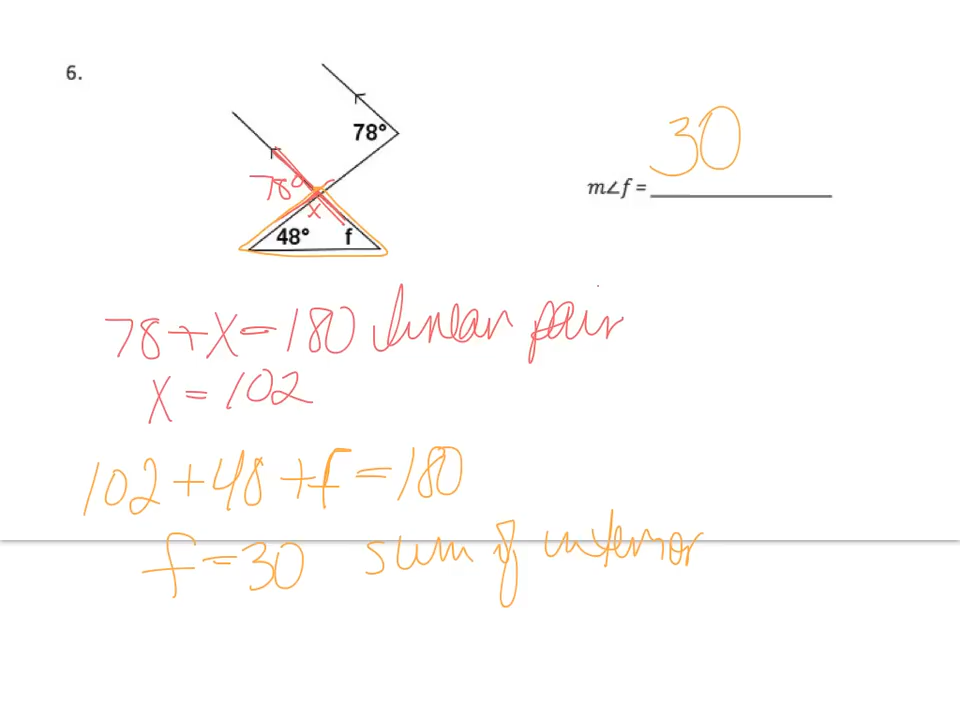 6.
78°
30
m∠f =
78°
x
48° f
78 + x = 180 linear pair
x = 102
102 + 48 + f = 180
f = 30 sum of interior